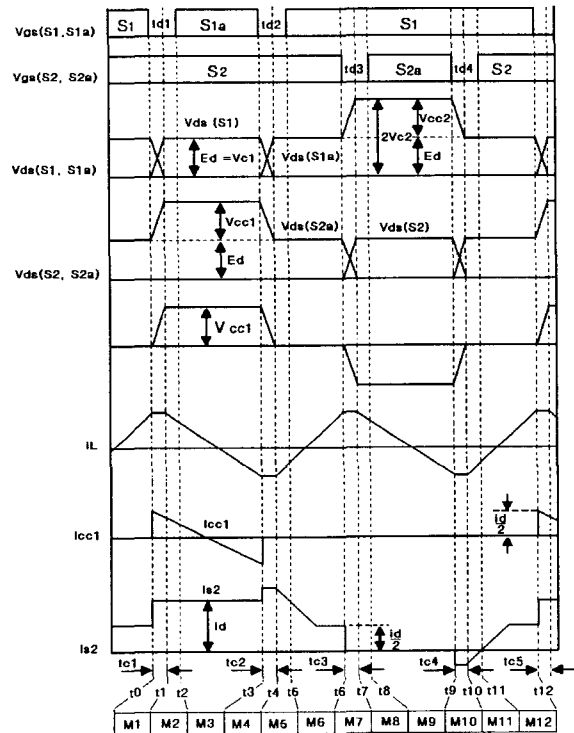 S1 td1 S1a td2 S1
Vgs(S1,S1a)
S2 td3 S2a td4 S2
Vgs(S2, S2a)
Vds (S1) Vcc2
2Vc2
Ed =Vc1 Vds(S1a) Ed
Vds(S1, S1a)
Vcc1 Vds(S2a) Vds(S2)
Ed
Vds(S2, S2a)
V cc1
iL
Icc1 id/2
Is2
Id id/2
Is2
tc1 tc2 tc3 tc4 tc5
t0 t1 t2 t3 t4 t5 t6 t7 t8 t9 t10 t11 t12
M1 M2 M3 M4 M5 M6 M7 M8 M9 M10 M11 M12